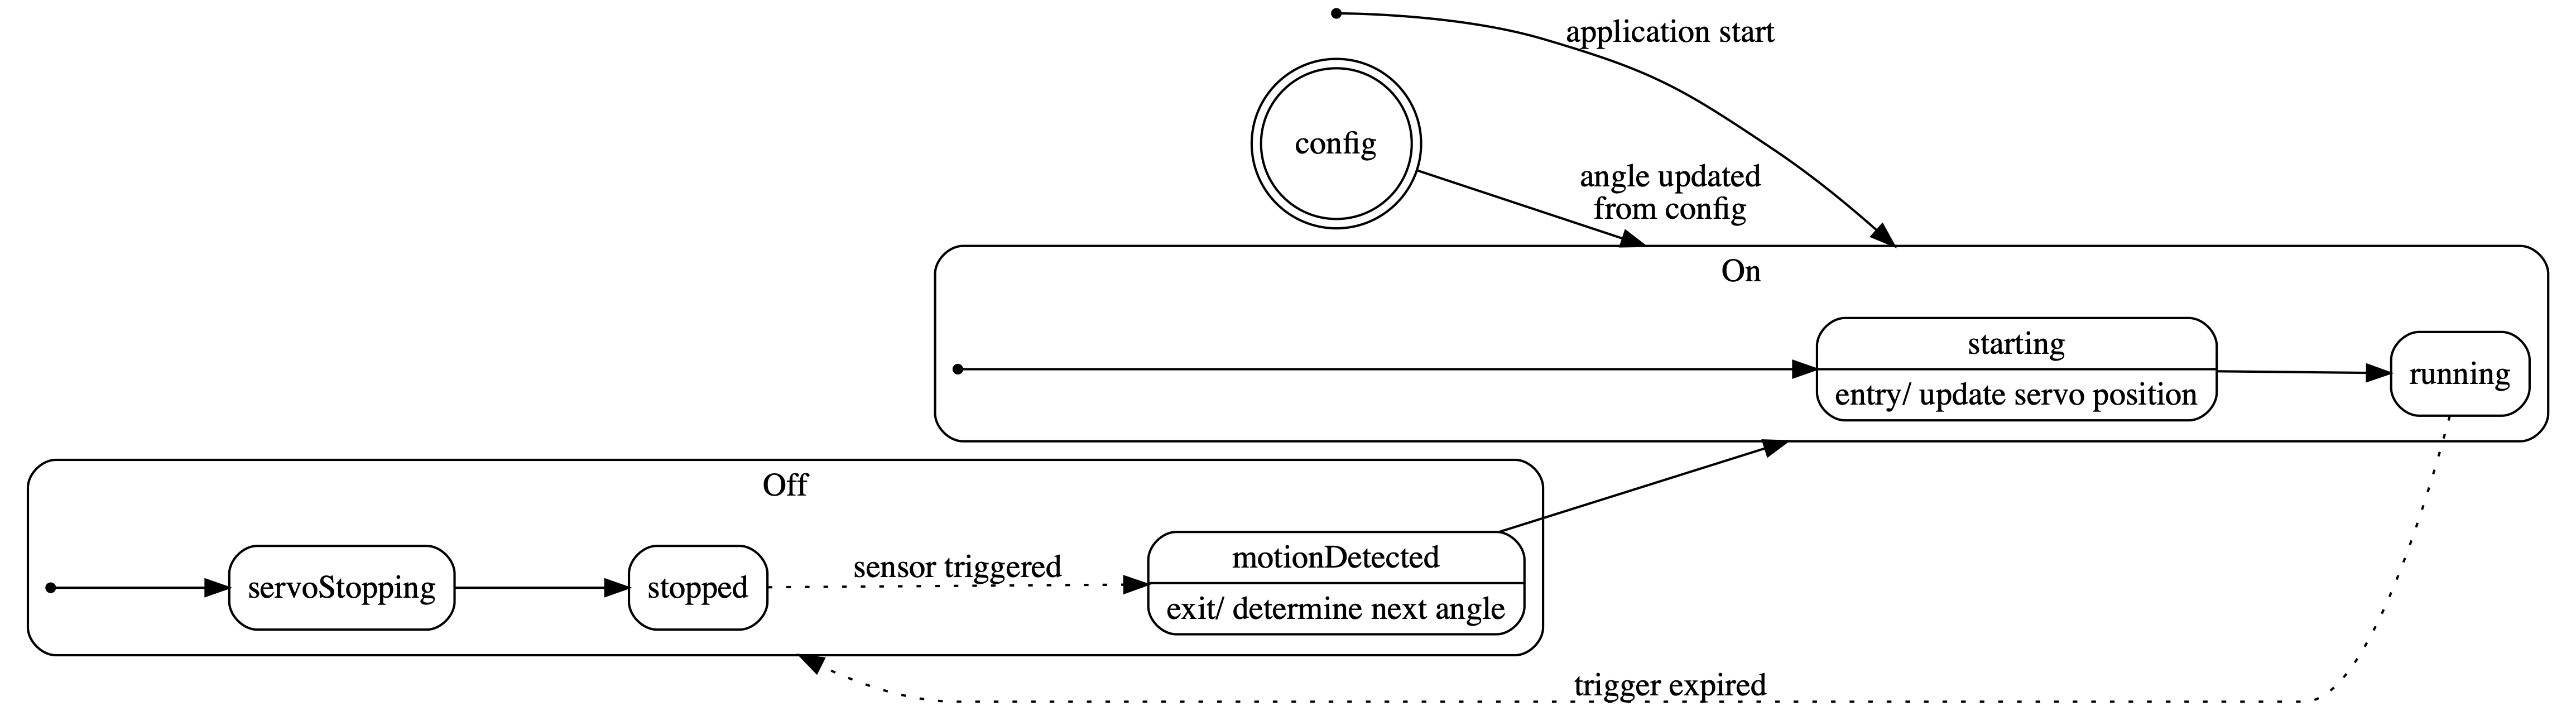 application start
config
angle updated
from config
On
starting
entry/ update servo position
running
Off
servoStopping
stopped
sensor triggered
motionDetected
exit/ determine next angle
trigger expired